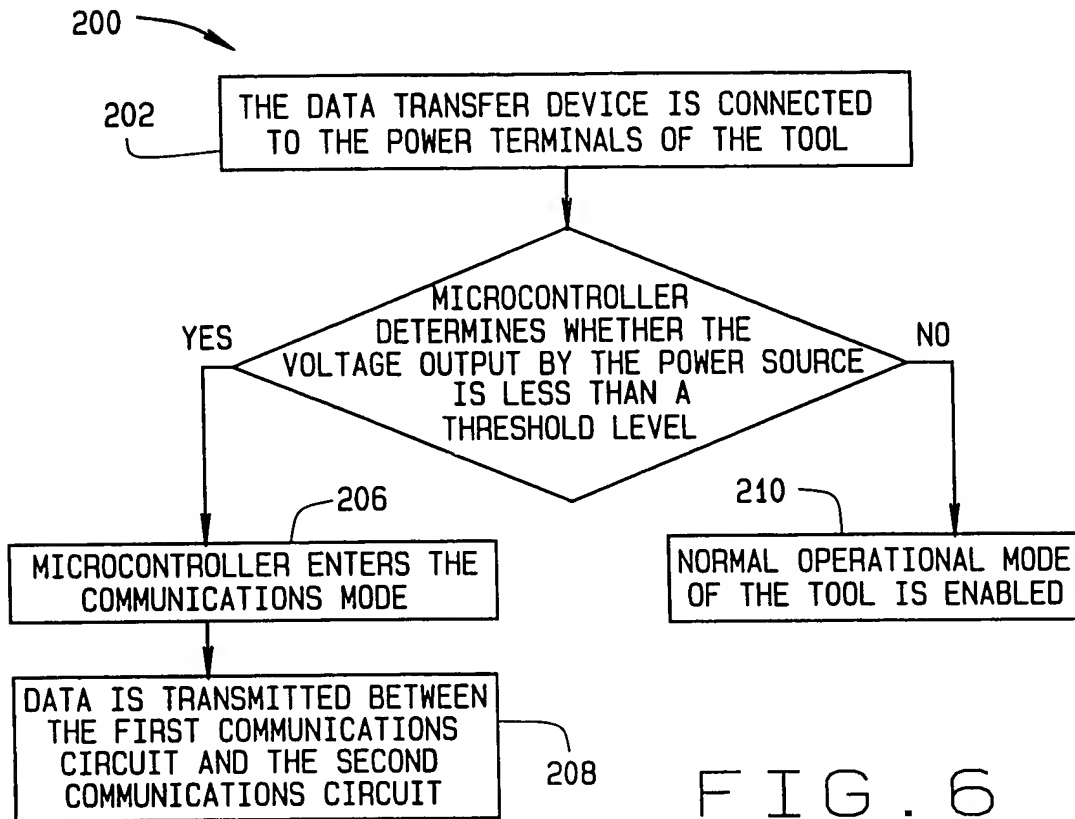 200
202
THE DATA TRANSFER DEVICE IS CONNECTED
TO THE POWER TERMINALS OF THE TOOL
MICROCONTROLLER
DETERMINES WHETHER THE
VOLTAGE OUTPUT BY THE POWER SOURCE
IS LESS THAN A
THRESHOLD LEVEL
YES
NO
206
210
MICROCONTROLLER ENTERS THE
COMMUNICATIONS MODE
NORMAL OPERATIONAL MODE
OF THE TOOL IS ENABLED
DATA IS TRANSMITTED BETWEEN
THE FIRST COMMUNICATIONS
CIRCUIT AND THE SECOND
COMMUNICATIONS CIRCUIT
208
FIG.6